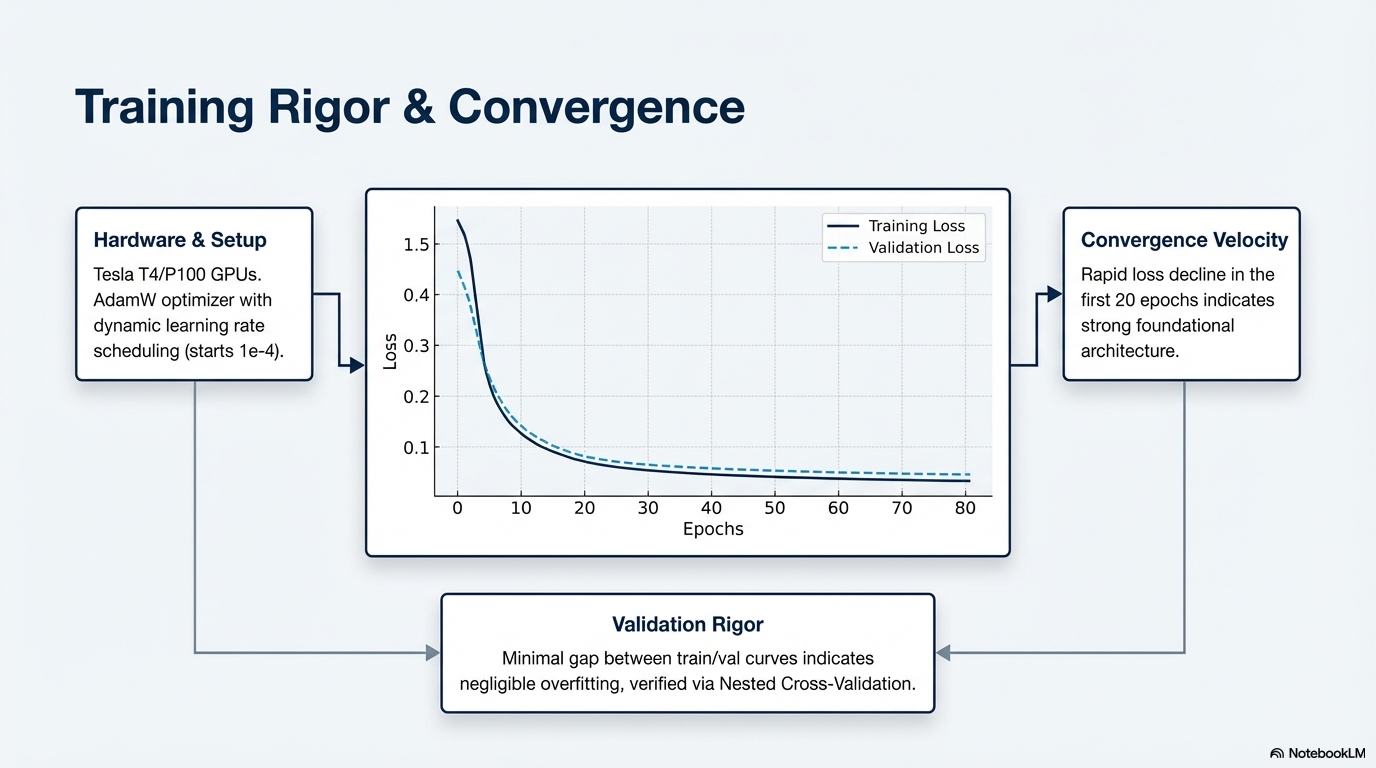 Training Rigor & Convergence
Hardware & Setup
Tesla T4/P100 GPUs.
AdamW optimizer with
dynamic learning rate
scheduling (starts 1e-4).
Training Loss
Validation Loss
1.5
0.4
0.3
0.2
0.1
Loss
0 10 20 30 40 50 60 70 80
Epochs
Convergence Velocity
Rapid loss decline in the
first 20 epochs indicates
strong foundational
architecture.
Validation Rigor
Minimal gap between train/val curves indicates
negligible overfitting, verified via Nested Cross-Validation.
NotebookLM